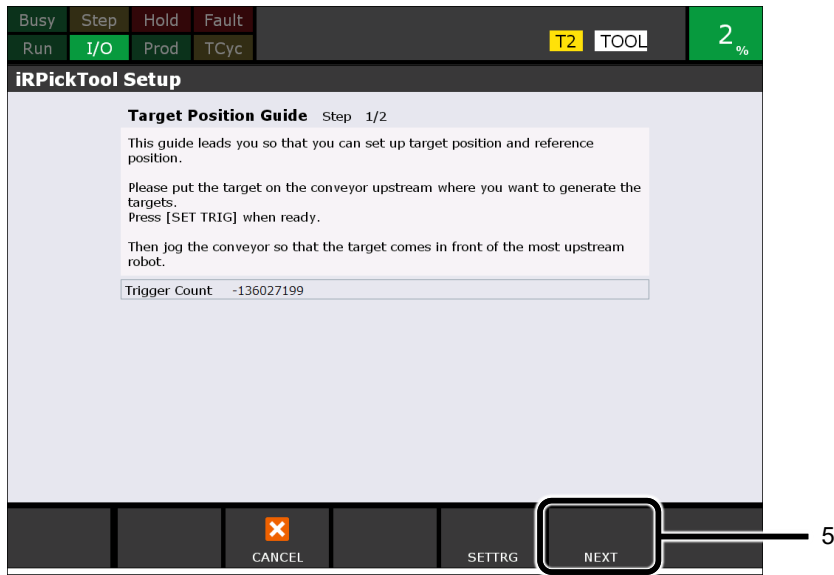 Busy Step Hold Fault
Run I/O Prod TCyc
T2 TOOL
2 %
iRPickTool Setup
Target Position Guide Step 1/2
This guide leads you so that you can set up target position and reference
position.
Please put the target on the conveyor upstream where you want to generate the
targets.
Press [SET TRIG] when ready.
Then jog the conveyor so that the target comes in front of the most upstream
robot.
Trigger Count -136027199
CANCEL SETTRG NEXT
5